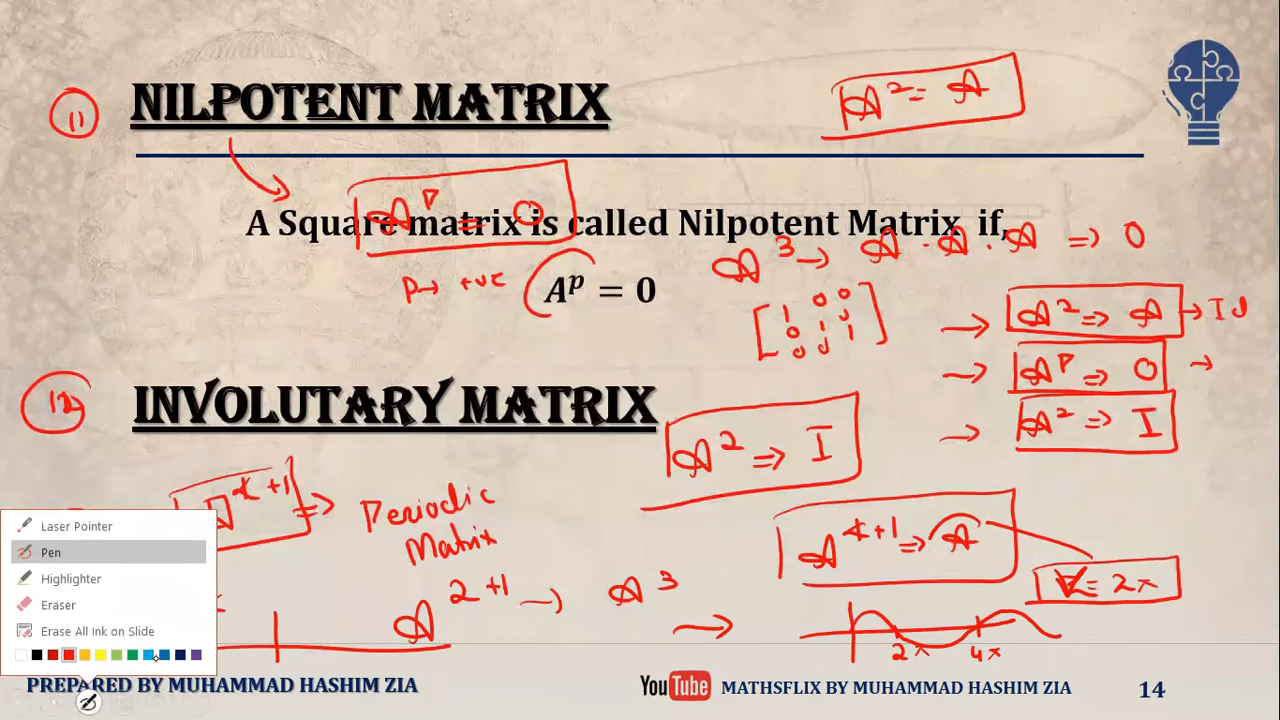 11
NILPOTENT MATRIX
A² = A
A Square matrix is called Nilpotent Matrix, if,
Aᵖ = 0
P → +ve
Aᵖ = 0
A³ → A · A · A ⇒ 0
A² ⇒ A → Id
Aᵖ ⇒ 0 →
A² ⇒ I
12
INVOLUTARY MATRIX
A² ⇒ I
k+1 ⇒ Periodic
Matrix
A^(k+1) ⇒ A
= 2π
A^(2+1) → A³
→
2π 4π
Laser Pointer
Pen
Highlighter
Eraser
Erase All Ink on Slide
PREPARED BY MUHAMMAD HASHIM ZIA
YouTube MATHSFLIX BY MUHAMMAD HASHIM ZIA
14